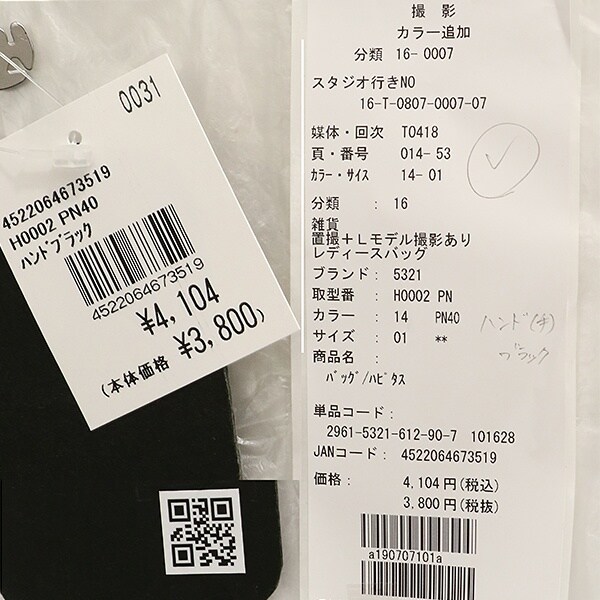 0031
4522064673519
H0002 PN40
ハンドブラック
4522064673519
¥4,104
(本体価格 ¥3,800)
撮 影
カラー追加
分類 16-0007
スタジオ行きNO
16-T-0807-0007-07
媒体・回次 T0418
頁・番号 014-53
カラー・サイズ 14-01
分類 : 16
雑貨
置撮+Lモデル撮影あり
レディースバッグ
ブランド : 5321
取型番 : H0002 PN
カラー : 14 PN40
サイズ : 01 **
ハンド(キ)
ブラック
商品名 :
バッグ/ハビタス
単品コード :
2961-5321-612-90-7 101628
JANコード : 4522064673519
価格 : 4,104円(税込)
3,800円(税抜)
a190707101a